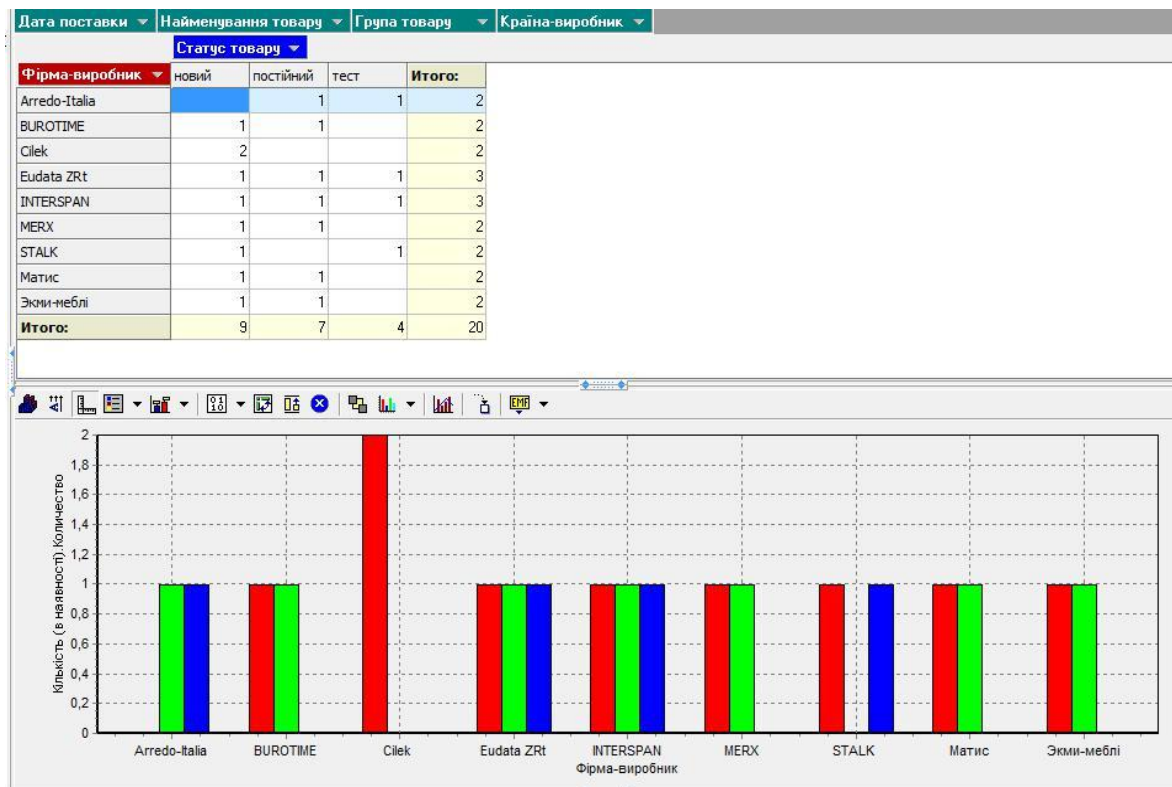 Дата поставки Найменування товару Група товару Країна-виробник
Статус товару
Фірма-виробник новий постійний тест Итого:
Arredo-Italia 1 1 2
BUROTIME 1 1 2
Cilek 2 2
Eudata ZRt 1 1 1 3
INTERSPAN 1 1 1 3
MERX 1 1 2
STALK 1 1 2
Матис 1 1 2
Экми-меблі 1 1 2
Итого: 9 7 4 20
EMF
Кількість (в наявності).Количество
2
1,8
1,6
1,4
1,2
1
0,8
0,6
0,4
0,2
0
Arredo-Italia BUROTIME Cilek Eudata ZRt INTERSPAN MERX STALK Матис Экми-меблі
Фірма-виробник